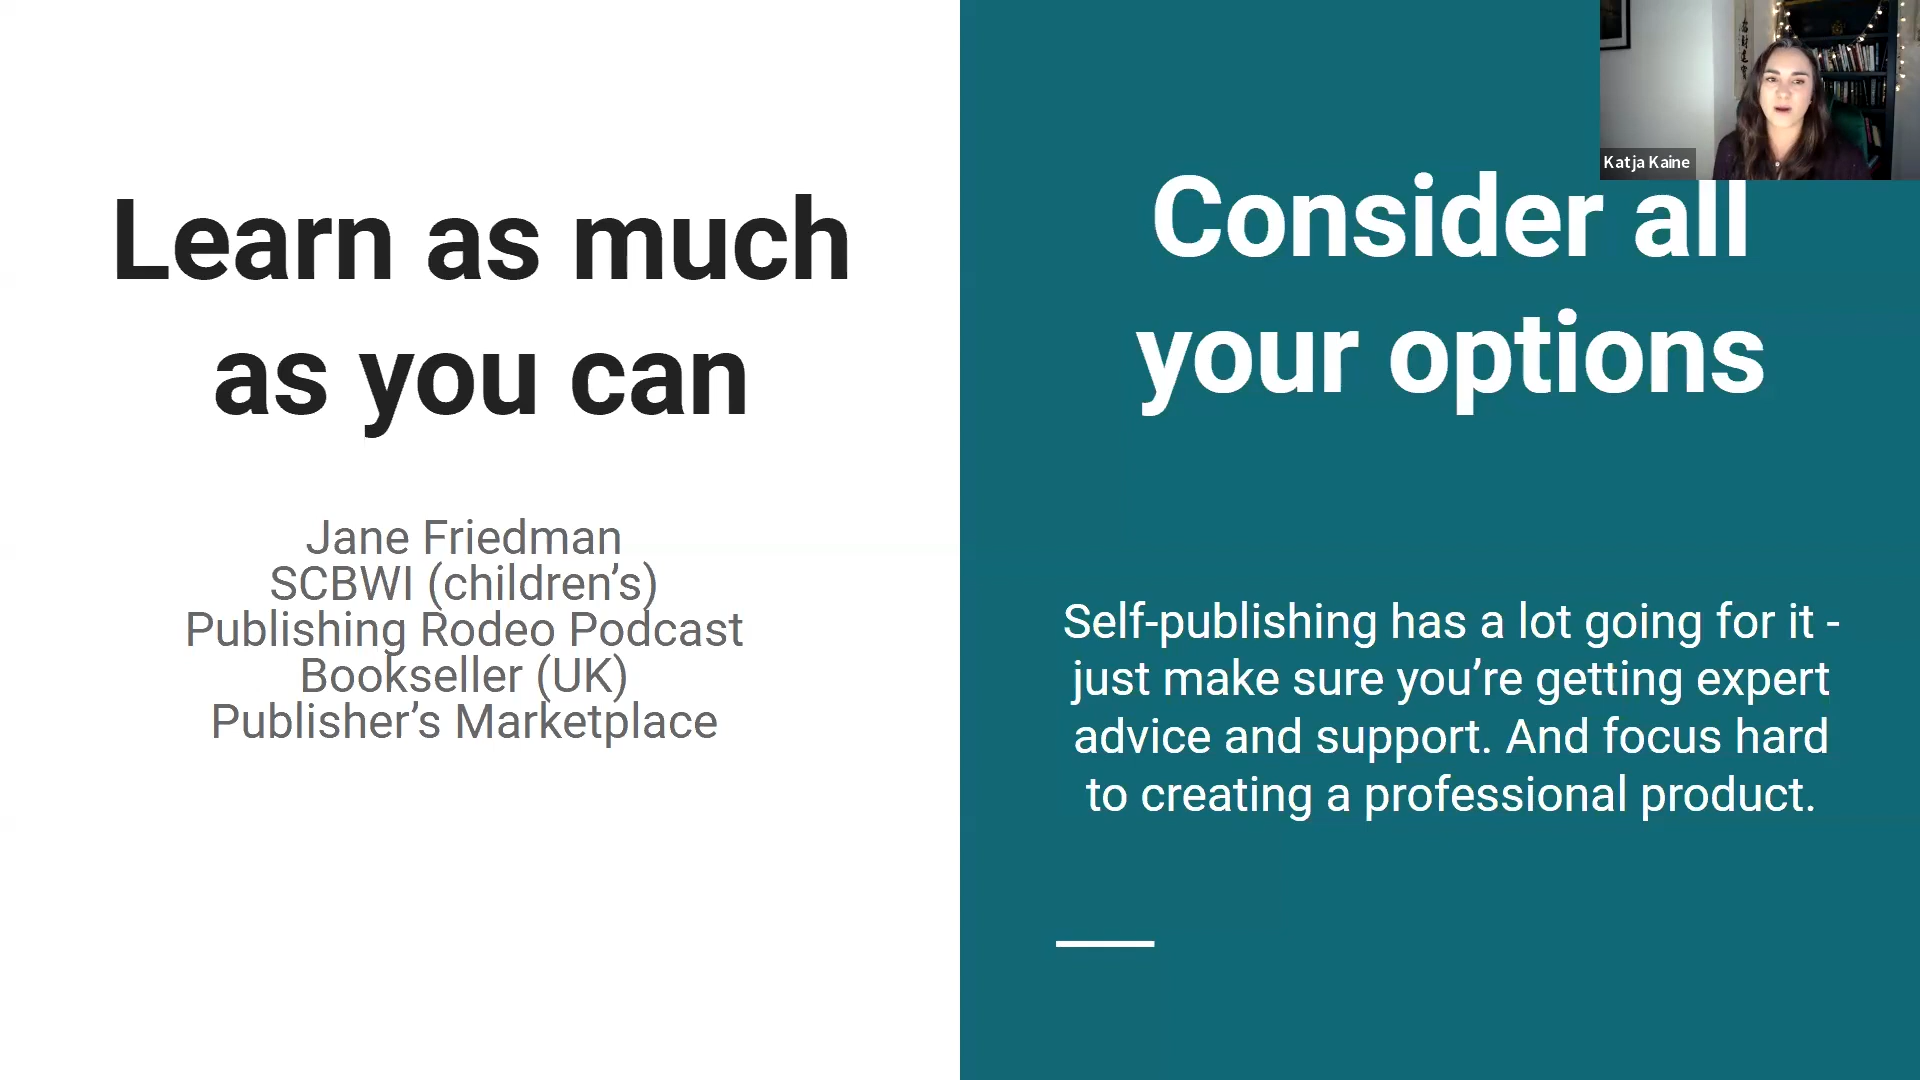 Learn as much
as you can
Jane Friedman
SCBWI (children’s)
Publishing Rodeo Podcast
Bookseller (UK)
Publisher’s Marketplace
Katja Kaine
Consider all
your options
Self-publishing has a lot going for it -
just make sure you’re getting expert
advice and support. And focus hard
to creating a professional product.